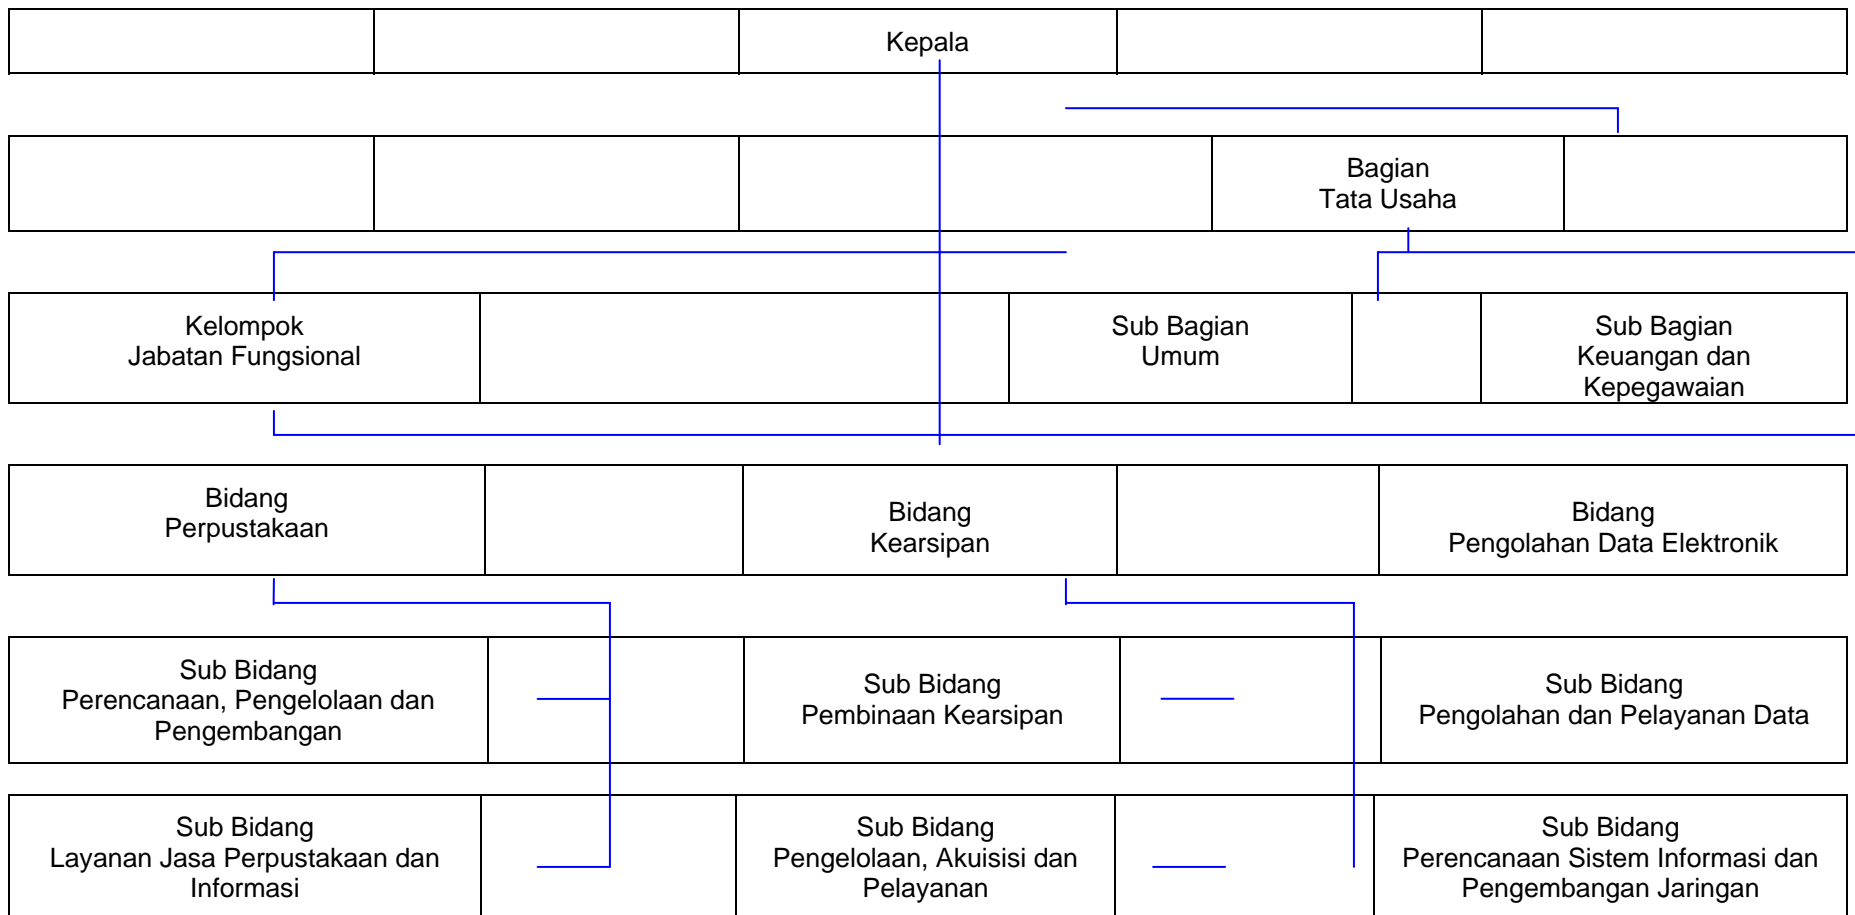 Kepala
Bagian
Tata Usaha
Kelompok
Jabatan Fungsional
Sub Bagian
Umum
Sub Bagian
Keuangan dan
Kepegawaian
Bidang
Perpustakaan
Bidang
Kearsipan
Bidang
Pengolahan Data Elektronik
Sub Bidang
Perencanaan, Pengelolaan dan
Pengembangan
Sub Bidang
Pembinaan Kearsipan
Sub Bidang
Pengolahan dan Pelayanan Data
Sub Bidang
Layanan Jasa Perpustakaan dan
Informasi
Sub Bidang
Pengelolaan, Akuisisi dan
Pelayanan
Sub Bidang
Perencanaan Sistem Informasi dan
Pengembangan Jaringan